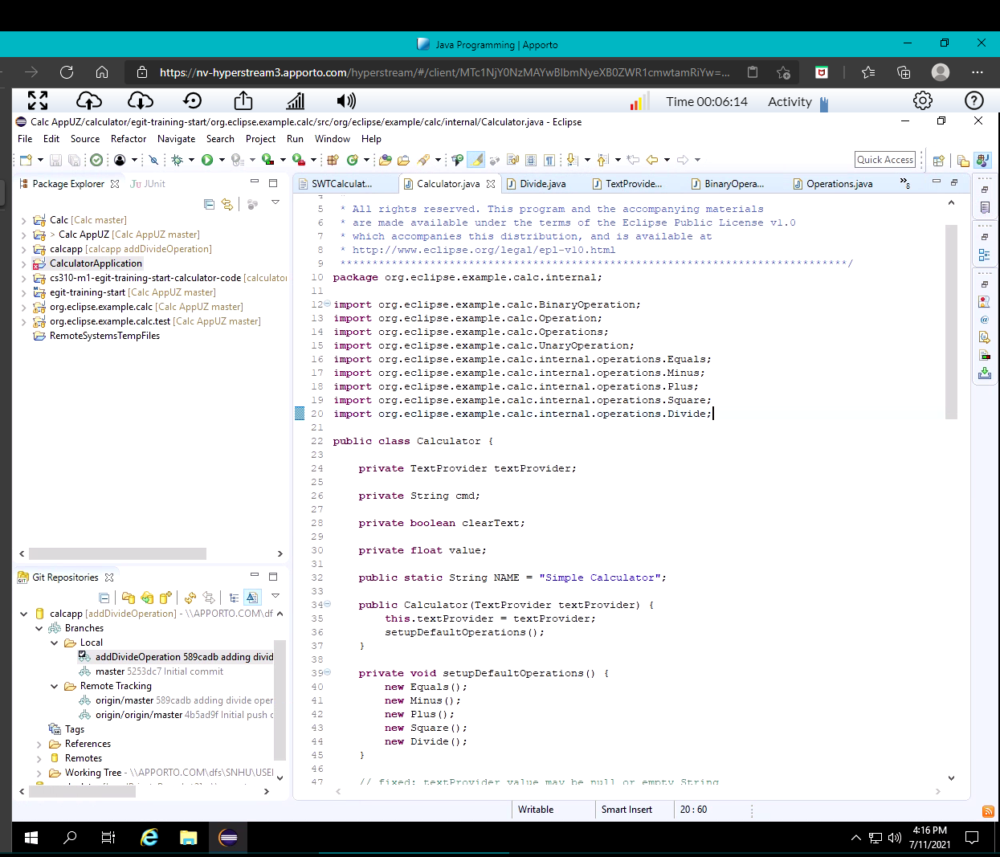 Java Programming | Apporto
https://nv-hyperstream3.apporto.com/hyperstream/#/client/MTc1NjY0NzMAYwBlbmNyeXB0ZWR1cmwtamRiYw=...
Time 00:06:14 Activity
Calc AppUZ/calculator/egit-training-start/org.eclipse.example.calc/src/org/eclipse/example/calc/internal/Calculator.java - Eclipse
File Edit Source Refactor Navigate Search Project Run Window Help
Quick Access
Package Explorer JUnit
Calc [Calc master]
> Calc AppUZ [Calc AppUZ master]
calcapp [calcapp addDivideOperation]
CalculatorApplication
cs310-m1-egit-training-start-calculator-code [calculator
egit-training-start [Calc AppUZ master]
org.eclipse.example.calc [Calc AppUZ master]
org.eclipse.example.calc.test [Calc AppUZ master]
RemoteSystemsTempFiles
Git Repositories
calcapp [addDivideOperation] - \\APPORTO.COM\df
Branches
Local
addDivideOperation 589cadb adding divid
master 5253dc7 Initial commit
Remote Tracking
origin/master 589cadb adding divide oper
origin/origin/master 4b5ad9f Initial push
Tags
References
Remotes
Working Tree - \\APPORTO.COM\dfs\SNHU\USE
SWTCalculat... Calculator.java Divide.java TextProvide... BinaryOpera... Operations.java »8
5 * All rights reserved. This program and the accompanying materials
6 * are made available under the terms of the Eclipse Public License v1.0
7 * which accompanies this distribution, and is available at
8 * http://www.eclipse.org/legal/epl-v10.html
9 *******************************************************************************/
10 package org.eclipse.example.calc.internal;
11
12 import org.eclipse.example.calc.BinaryOperation;
13 import org.eclipse.example.calc.Operation;
14 import org.eclipse.example.calc.Operations;
15 import org.eclipse.example.calc.UnaryOperation;
16 import org.eclipse.example.calc.internal.operations.Equals;
17 import org.eclipse.example.calc.internal.operations.Minus;
18 import org.eclipse.example.calc.internal.operations.Plus;
19 import org.eclipse.example.calc.internal.operations.Square;
20 import org.eclipse.example.calc.internal.operations.Divide;
21
22 public class Calculator {
23
24 private TextProvider textProvider;
25
26 private String cmd;
27
28 private boolean clearText;
29
30 private float value;
31
32 public static String NAME = "Simple Calculator";
33
34 public Calculator(TextProvider textProvider) {
35 this.textProvider = textProvider;
36 setupDefaultOperations();
37 }
38
39 private void setupDefaultOperations() {
40 new Equals();
41 new Minus();
42 new Plus();
43 new Square();
44 new Divide();
45 }
46
47 // fixed: textProvider value may be null or empty String
Writable Smart Insert 20 : 60
4:16 PM
7/11/2021